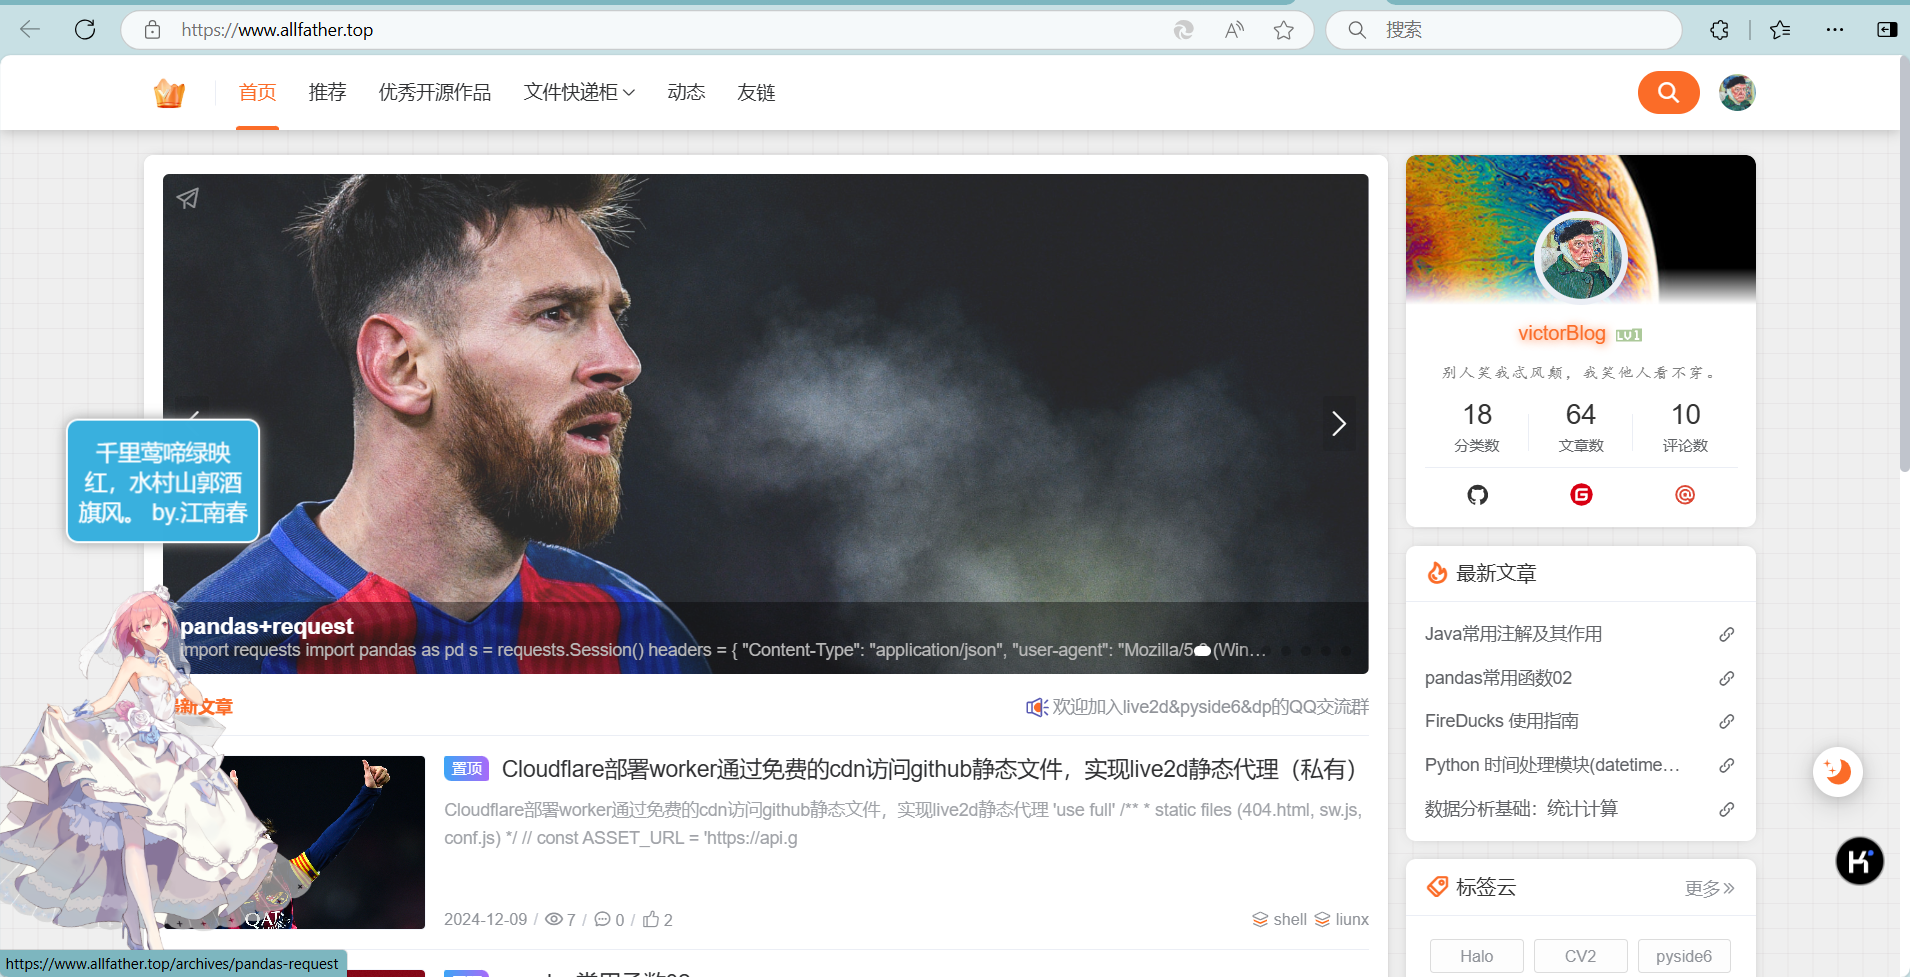 https://www.allfather.top
搜索
首页 推荐 优秀开源作品 文件快递柜 动态 友链
victorBlog LV1
别人笑我忒风颠，我笑他人看不穿。
18 64 10
分类数 文章数 评论数
千里莺啼绿映
红，水村山郭酒
旗风。 by.江南春
pandas+request
import requests import pandas as pd s = requests.Session() headers = { "Content-Type": "application/json", "user-agent": "Mozilla/5 (Win…
最新文章
欢迎加入live2d&pyside6&dp的QQ交流群
置顶 Cloudflare部署worker通过免费的cdn访问github静态文件，实现live2d静态代理（私有）
Cloudflare部署worker通过免费的cdn访问github静态文件，实现live2d静态代理 'use full' /** * static files (404.html, sw.js,
conf.js) */ // const ASSET_URL = 'https://api.g
QAT
2024-12-09 / 7 / 0 / 2
shell liunx
最新文章
Java常用注解及其作用
pandas常用函数02
FireDucks 使用指南
Python 时间处理模块(datetime…
数据分析基础：统计计算
标签云 更多
Halo CV2 pyside6
https://www.allfather.top/archives/pandas-request